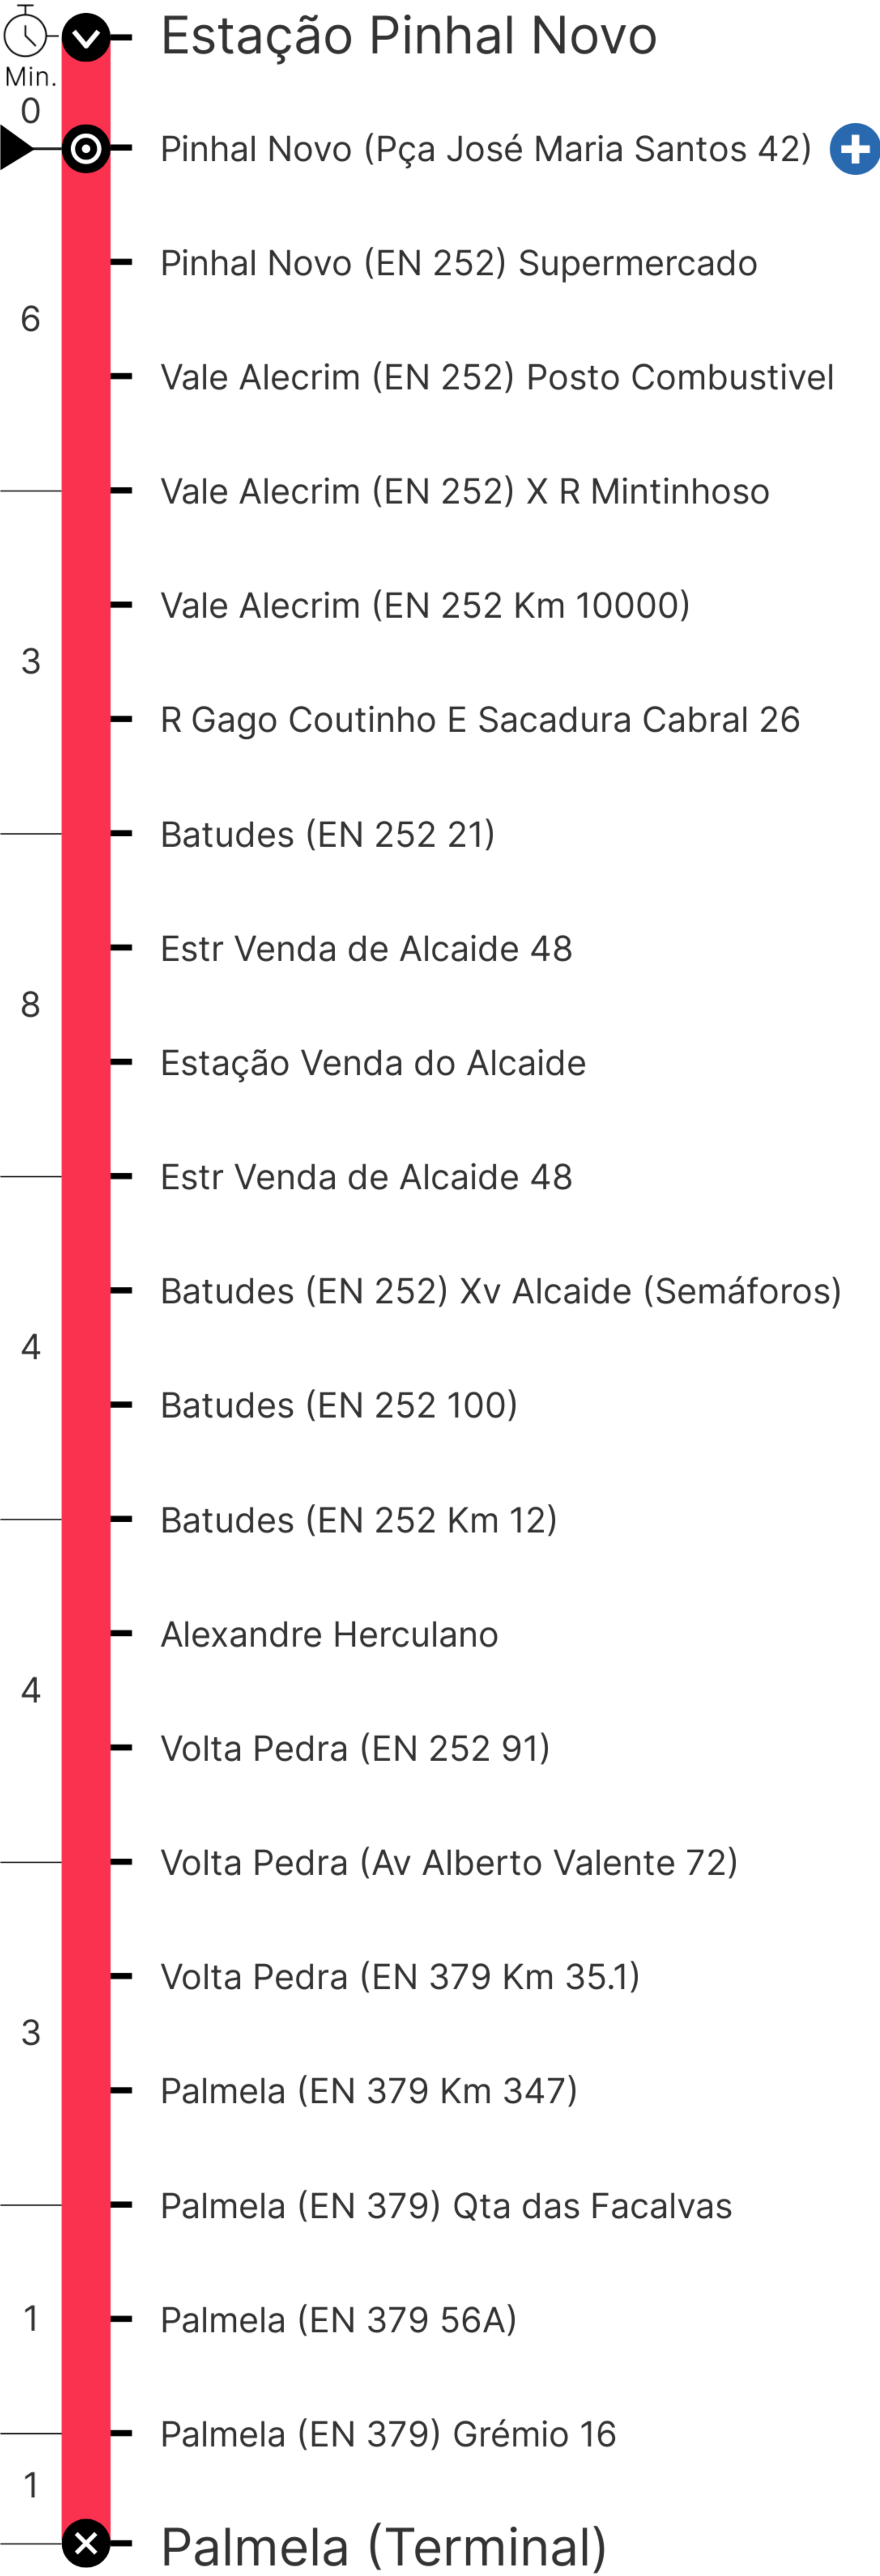 Estação Pinhal Novo
Min.
0
Pinhal Novo (Pça José Maria Santos 42)
Pinhal Novo (EN 252) Supermercado
6
Vale Alecrim (EN 252) Posto Combustivel
Vale Alecrim (EN 252) X R Mintinhoso
Vale Alecrim (EN 252 Km 10000)
3
R Gago Coutinho E Sacadura Cabral 26
Batudes (EN 252 21)
Estr Venda de Alcaide 48
8
Estação Venda do Alcaide
Estr Venda de Alcaide 48
Batudes (EN 252) Xv Alcaide (Semáforos)
4
Batudes (EN 252 100)
Batudes (EN 252 Km 12)
Alexandre Herculano
4
Volta Pedra (EN 252 91)
Volta Pedra (Av Alberto Valente 72)
Volta Pedra (EN 379 Km 35.1)
3
Palmela (EN 379 Km 347)
Palmela (EN 379) Qta das Facalvas
1
Palmela (EN 379 56A)
Palmela (EN 379) Grémio 16
1
Palmela (Terminal)